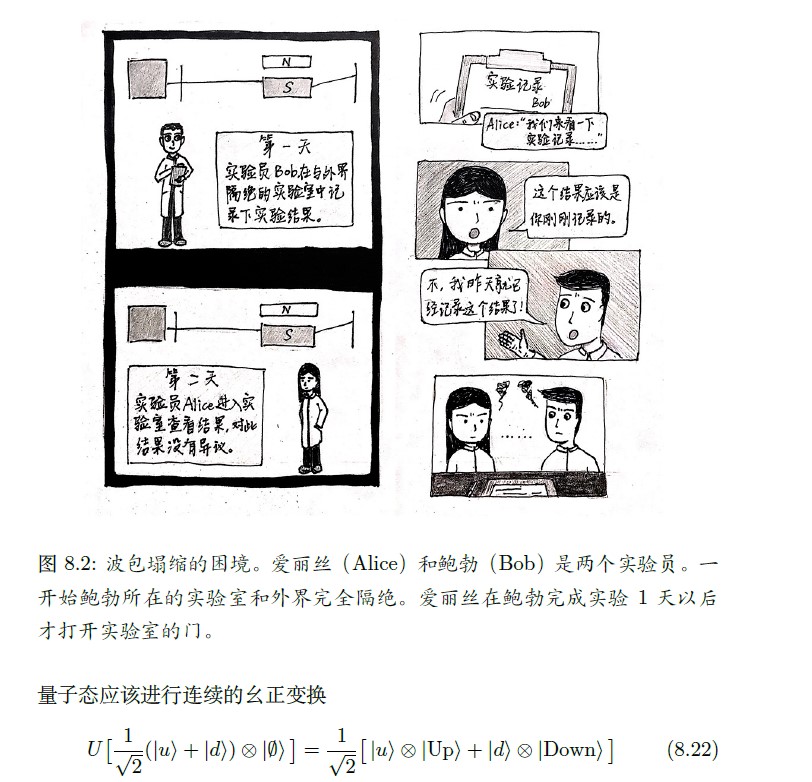 N
S
第一天
实验员Bob在与外界
隔绝的实验室中记
录下实验结果。
N
S
第二天
实验员Alice进入实
验室查看结果,对此
结果没有异议。
实验记录
Bob
Alice:“我们来看一下
实验记录……”
这个结果应该是
你刚刚记录的。
不,我昨天就已
经记录这个结果了!
……
图 8.2: 波包塌缩的困境。爱丽丝（Alice）和鲍勃（Bob）是两个实验员。一
开始鲍勃所在的实验室和外界完全隔绝。爱丽丝在鲍勃完成实验 1 天以后
才打开实验室的门。
量子态应该进行连续的幺正变换
U[1/√2(|u⟩ + |d⟩) ⊗ |∅⟩] = 1/√2[|u⟩ ⊗ |Up⟩ + |d⟩ ⊗ |Down⟩] (8.22)